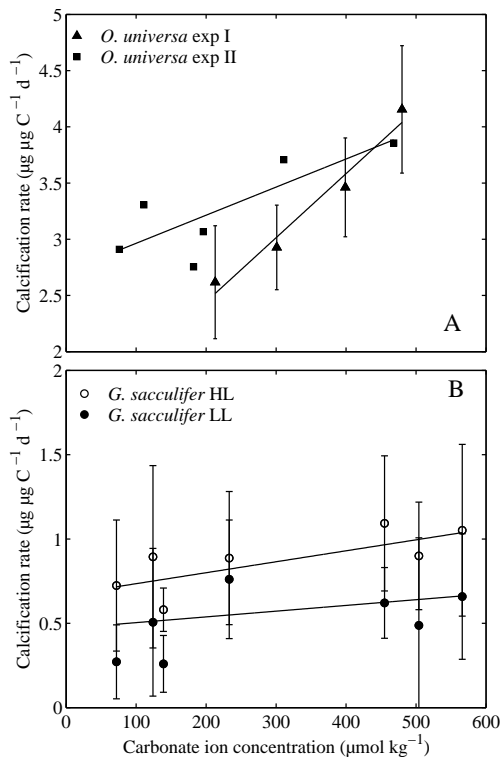 5
4.5
4
3.5
3
2.5
2
Calcification rate (µg µg C⁻¹ d⁻¹)
O. universa exp I
O. universa exp II
A
B
G. sacculifer HL
G. sacculifer LL
1.5
1
0.5
0
Calcification rate (µg µg C⁻¹ d⁻¹)
0 100 200 300 400 500 600
Carbonate ion concentration (µmol kg⁻¹)